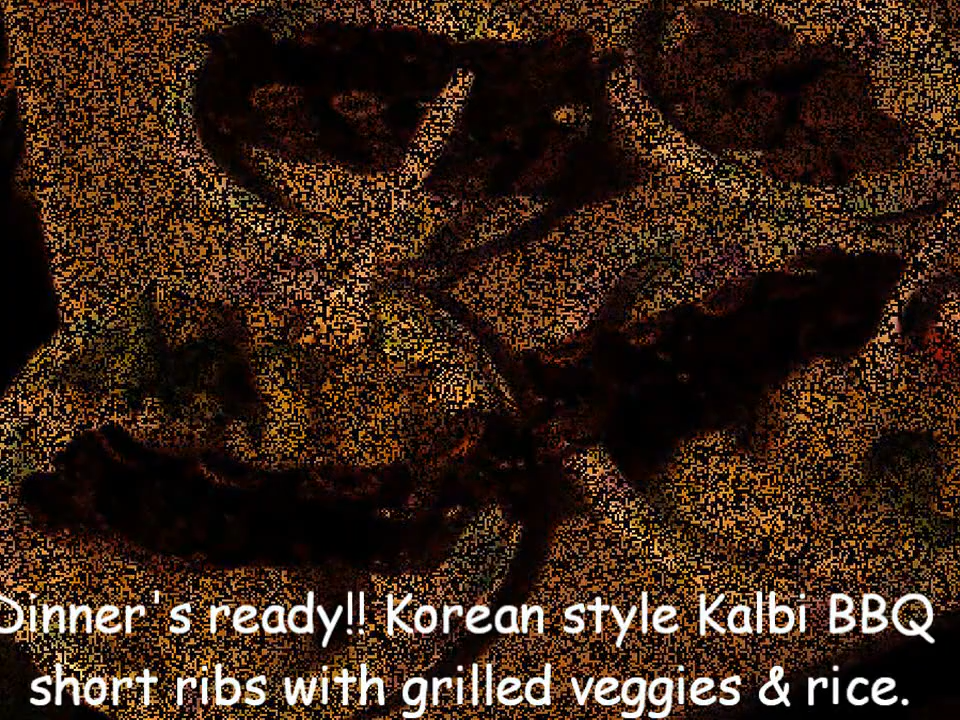 Dinner's ready!! Korean style Kalbi BBQ
short ribs with grilled veggies & rice.